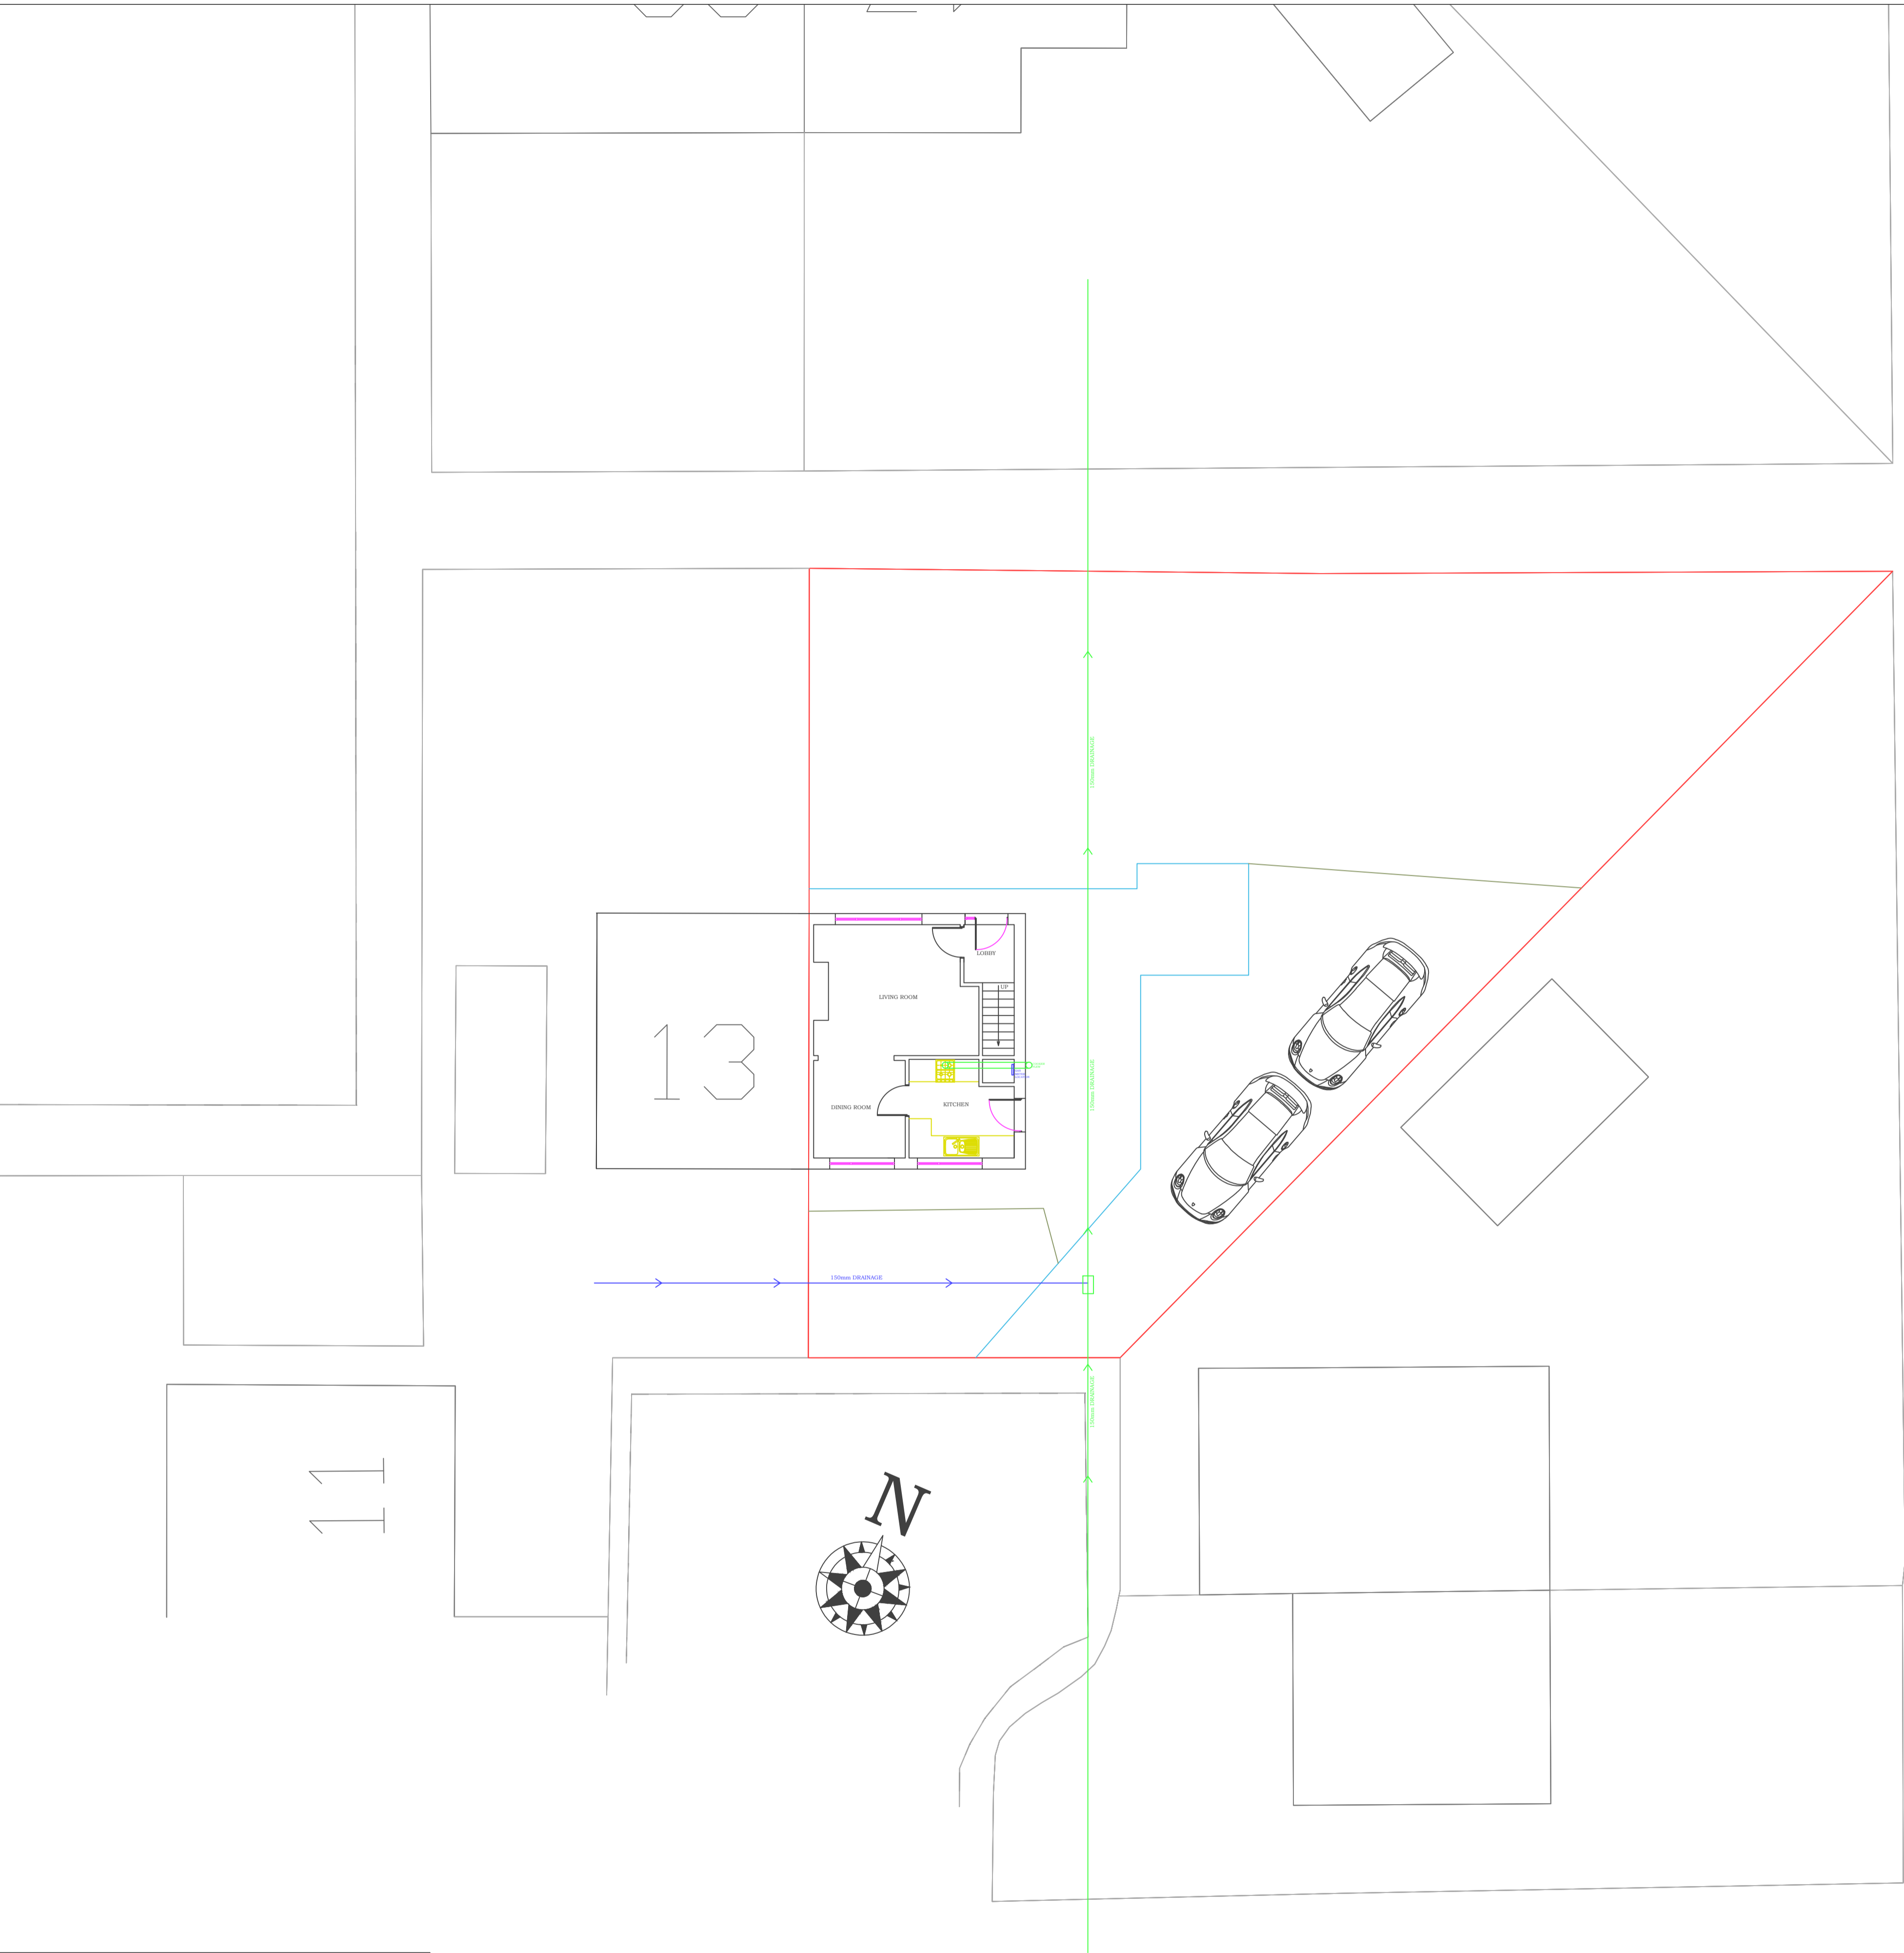 150mm DRAINAGE
LOBBY
UP
LIVING ROOM
150mm DRAINAGE
13
DINING ROOM
KITCHEN
150mm DRAINAGE
150mm DRAINAGE
11
N